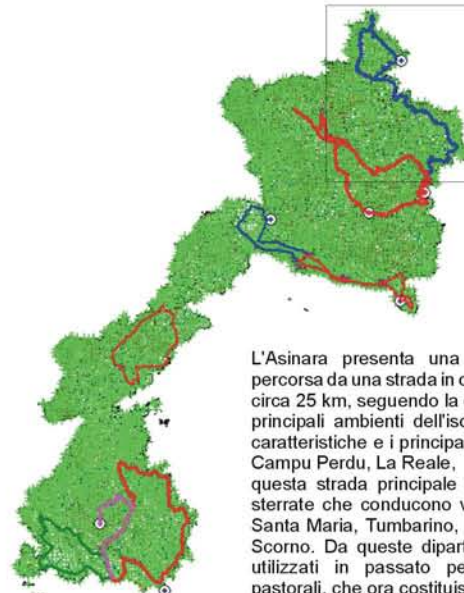 L'Asinara presenta una
percorsa da una strada in c
circa 25 km, seguendo la
principali ambienti dell'iso
caratteristiche e i principa
Campu Perdu, La Reale,
questa strada principale
sterrate che conducono v
Santa Maria, Tumbarino,
Scorno. Da queste dipart
utilizzati in passato pe
pastorali, che ora costituis